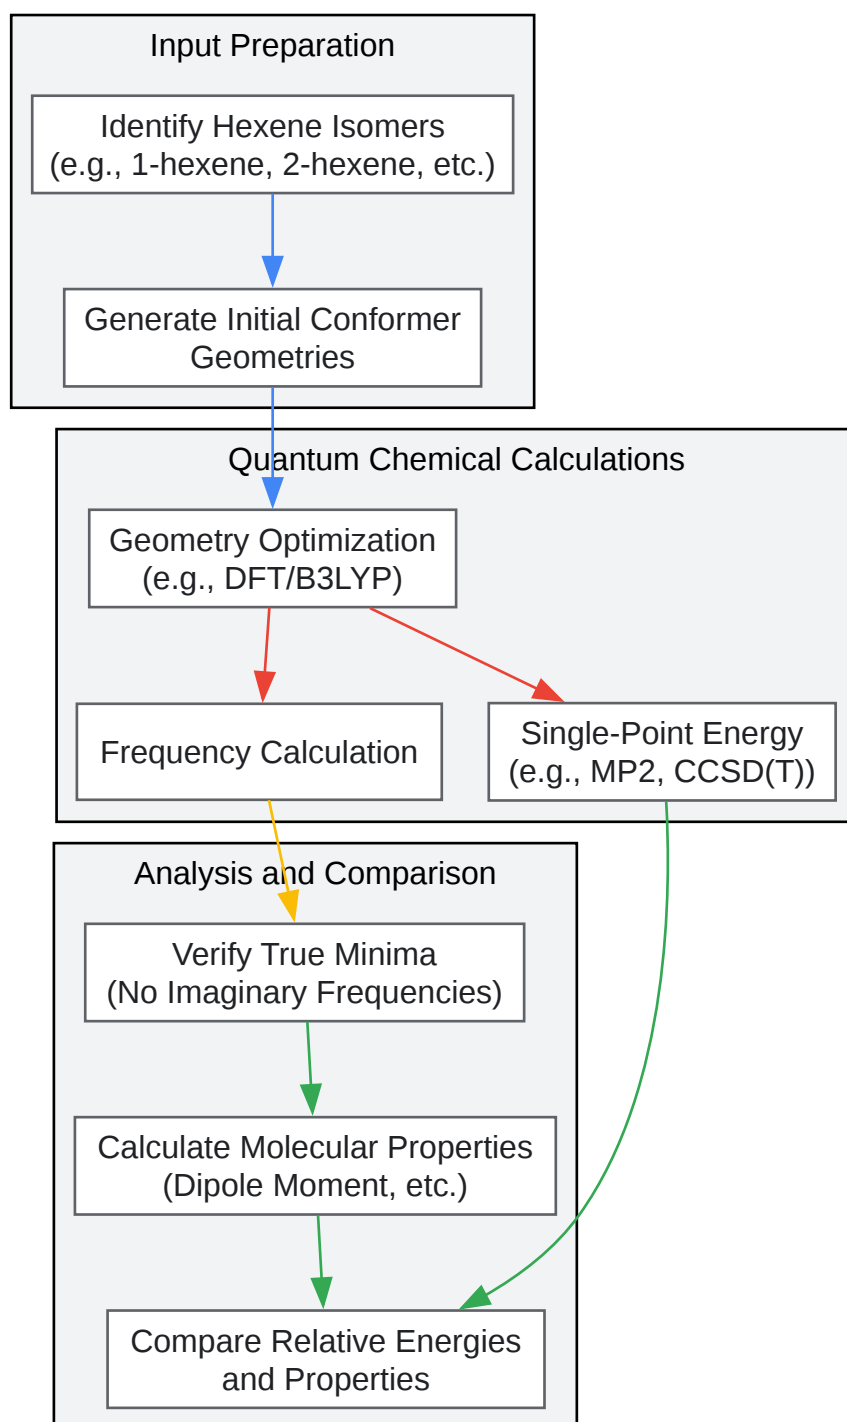 Input Preparation
Identify Hexene Isomers
(e.g., 1-hexene, 2-hexene, etc.)
Generate Initial Conformer
Geometries
Quantum Chemical Calculations
Geometry Optimization
(e.g., DFT/B3LYP)
Frequency Calculation
Single-Point Energy
(e.g., MP2, CCSD(T))
Analysis and Comparison
Verify True Minima
(No Imaginary Frequencies)
Calculate Molecular Properties
(Dipole Moment, etc.)
Compare Relative Energies
and Properties